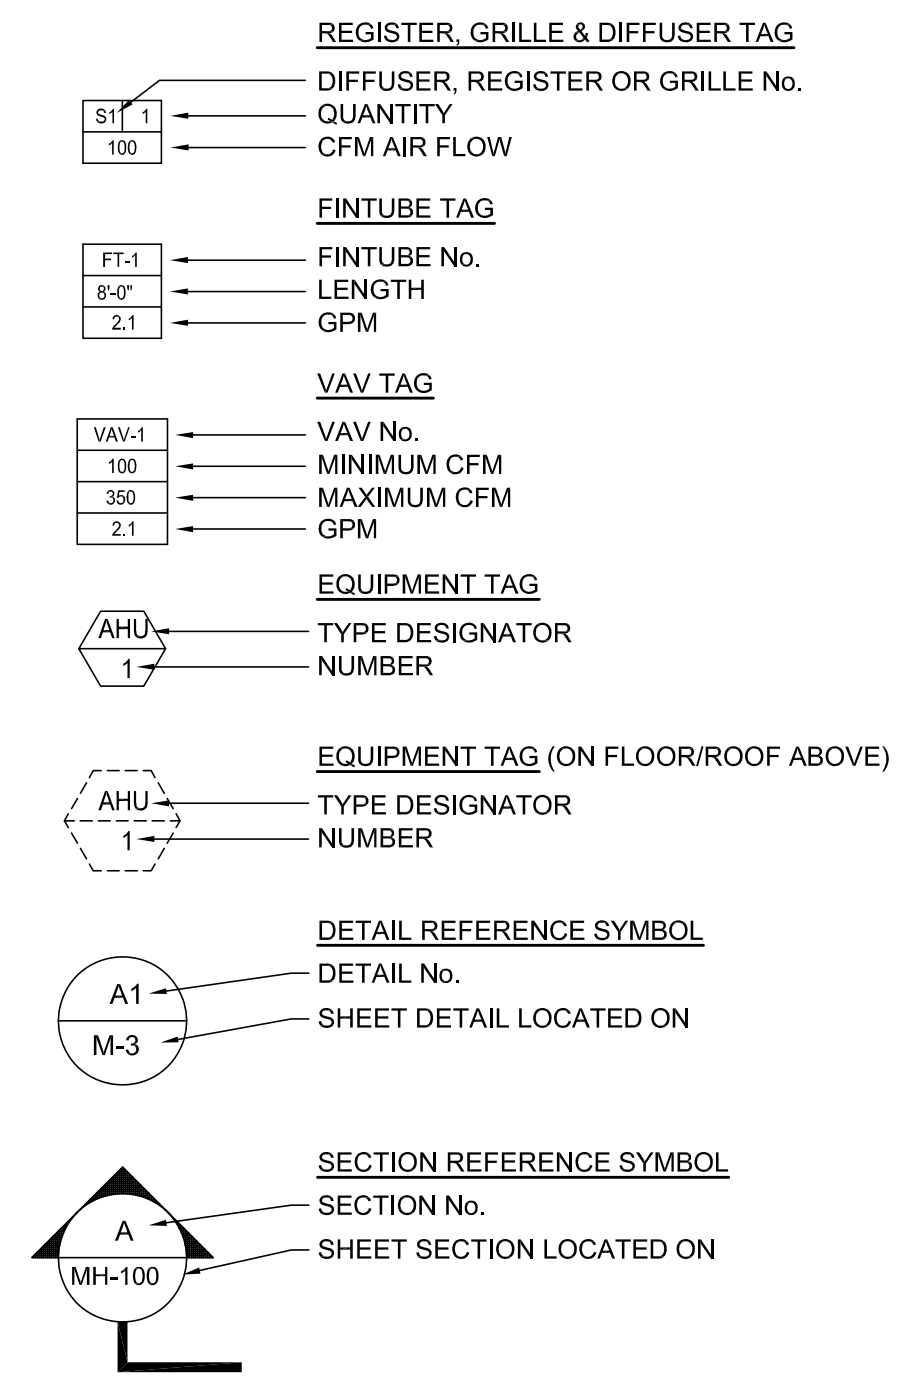 REGISTER, GRILLE & DIFFUSER TAG
DIFFUSER, REGISTER OR GRILLE No.
S1 1 QUANTITY
100 CFM AIR FLOW
FINTUBE TAG
FT-1 FINTUBE No.
8'-0" LENGTH
2.1 GPM
VAV TAG
VAV-1 VAV No.
100 MINIMUM CFM
350 MAXIMUM CFM
2.1 GPM
EQUIPMENT TAG
AHU TYPE DESIGNATOR
1 NUMBER
EQUIPMENT TAG (ON FLOOR/ROOF ABOVE)
AHU TYPE DESIGNATOR
1 NUMBER
DETAIL REFERENCE SYMBOL
A1 DETAIL No.
M-3 SHEET DETAIL LOCATED ON
SECTION REFERENCE SYMBOL
A SECTION No.
MH-100 SHEET SECTION LOCATED ON